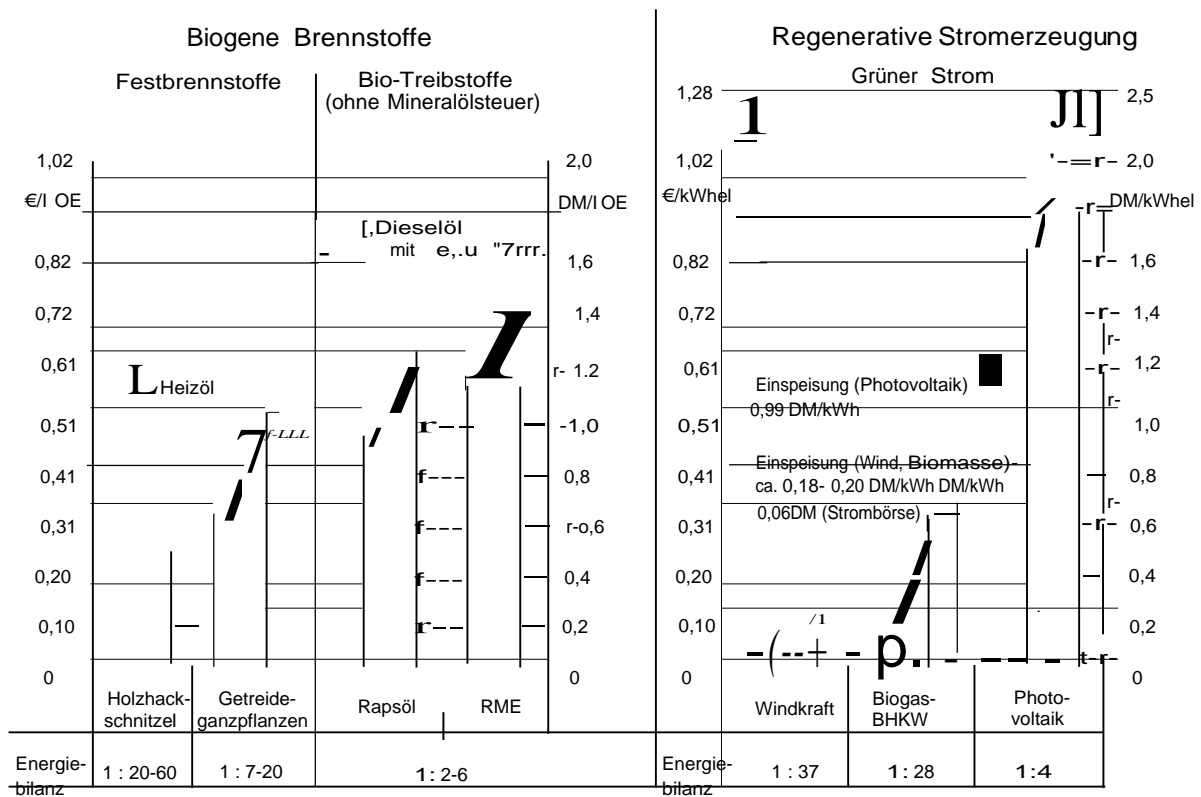 Biogene Brennstoffe
Festbrennstoffe
Bio-Treibstoffe
(ohne Mineralölsteuer)
1,02
€/l OE
0,82
0,72
0,61
0,51
0,41
0,31
0,20
0,10
0
[,Dieselöl
mit
L Heizöl
2,0
DM/l OE
1,6
1,4
r- 1.2
-1,0
0,8
r-o,6
0,4
0,2
0
Holzhack-
schnitzel
Getreide-
ganzpflanzen
Rapsöl
RME
Energie-
bilanz
1 : 20-60
1 : 7-20
1: 2-6
Regenerative Stromerzeugung
Grüner Strom
1,28
1,02
€/kWhel
0,82
0,72
0,61
0,51
0,41
0,31
0,20
0,10
0
Einspeisung (Photovoltaik)
0,99 DM/kWh
Einspeisung (Wind, Biomasse)-
ca. 0,18- 0,20 DM/kWh DM/kWh
0,06DM (Strombörse)
2,5
2,0
DM/kWhel
1,6
1,4
1,2
1,0
0,8
0,6
0,4
0,2
0
Windkraft
Biogas-
BHKW
Photo-
voltaik
Energie-
bilanz
1 : 37
1:28
1:4